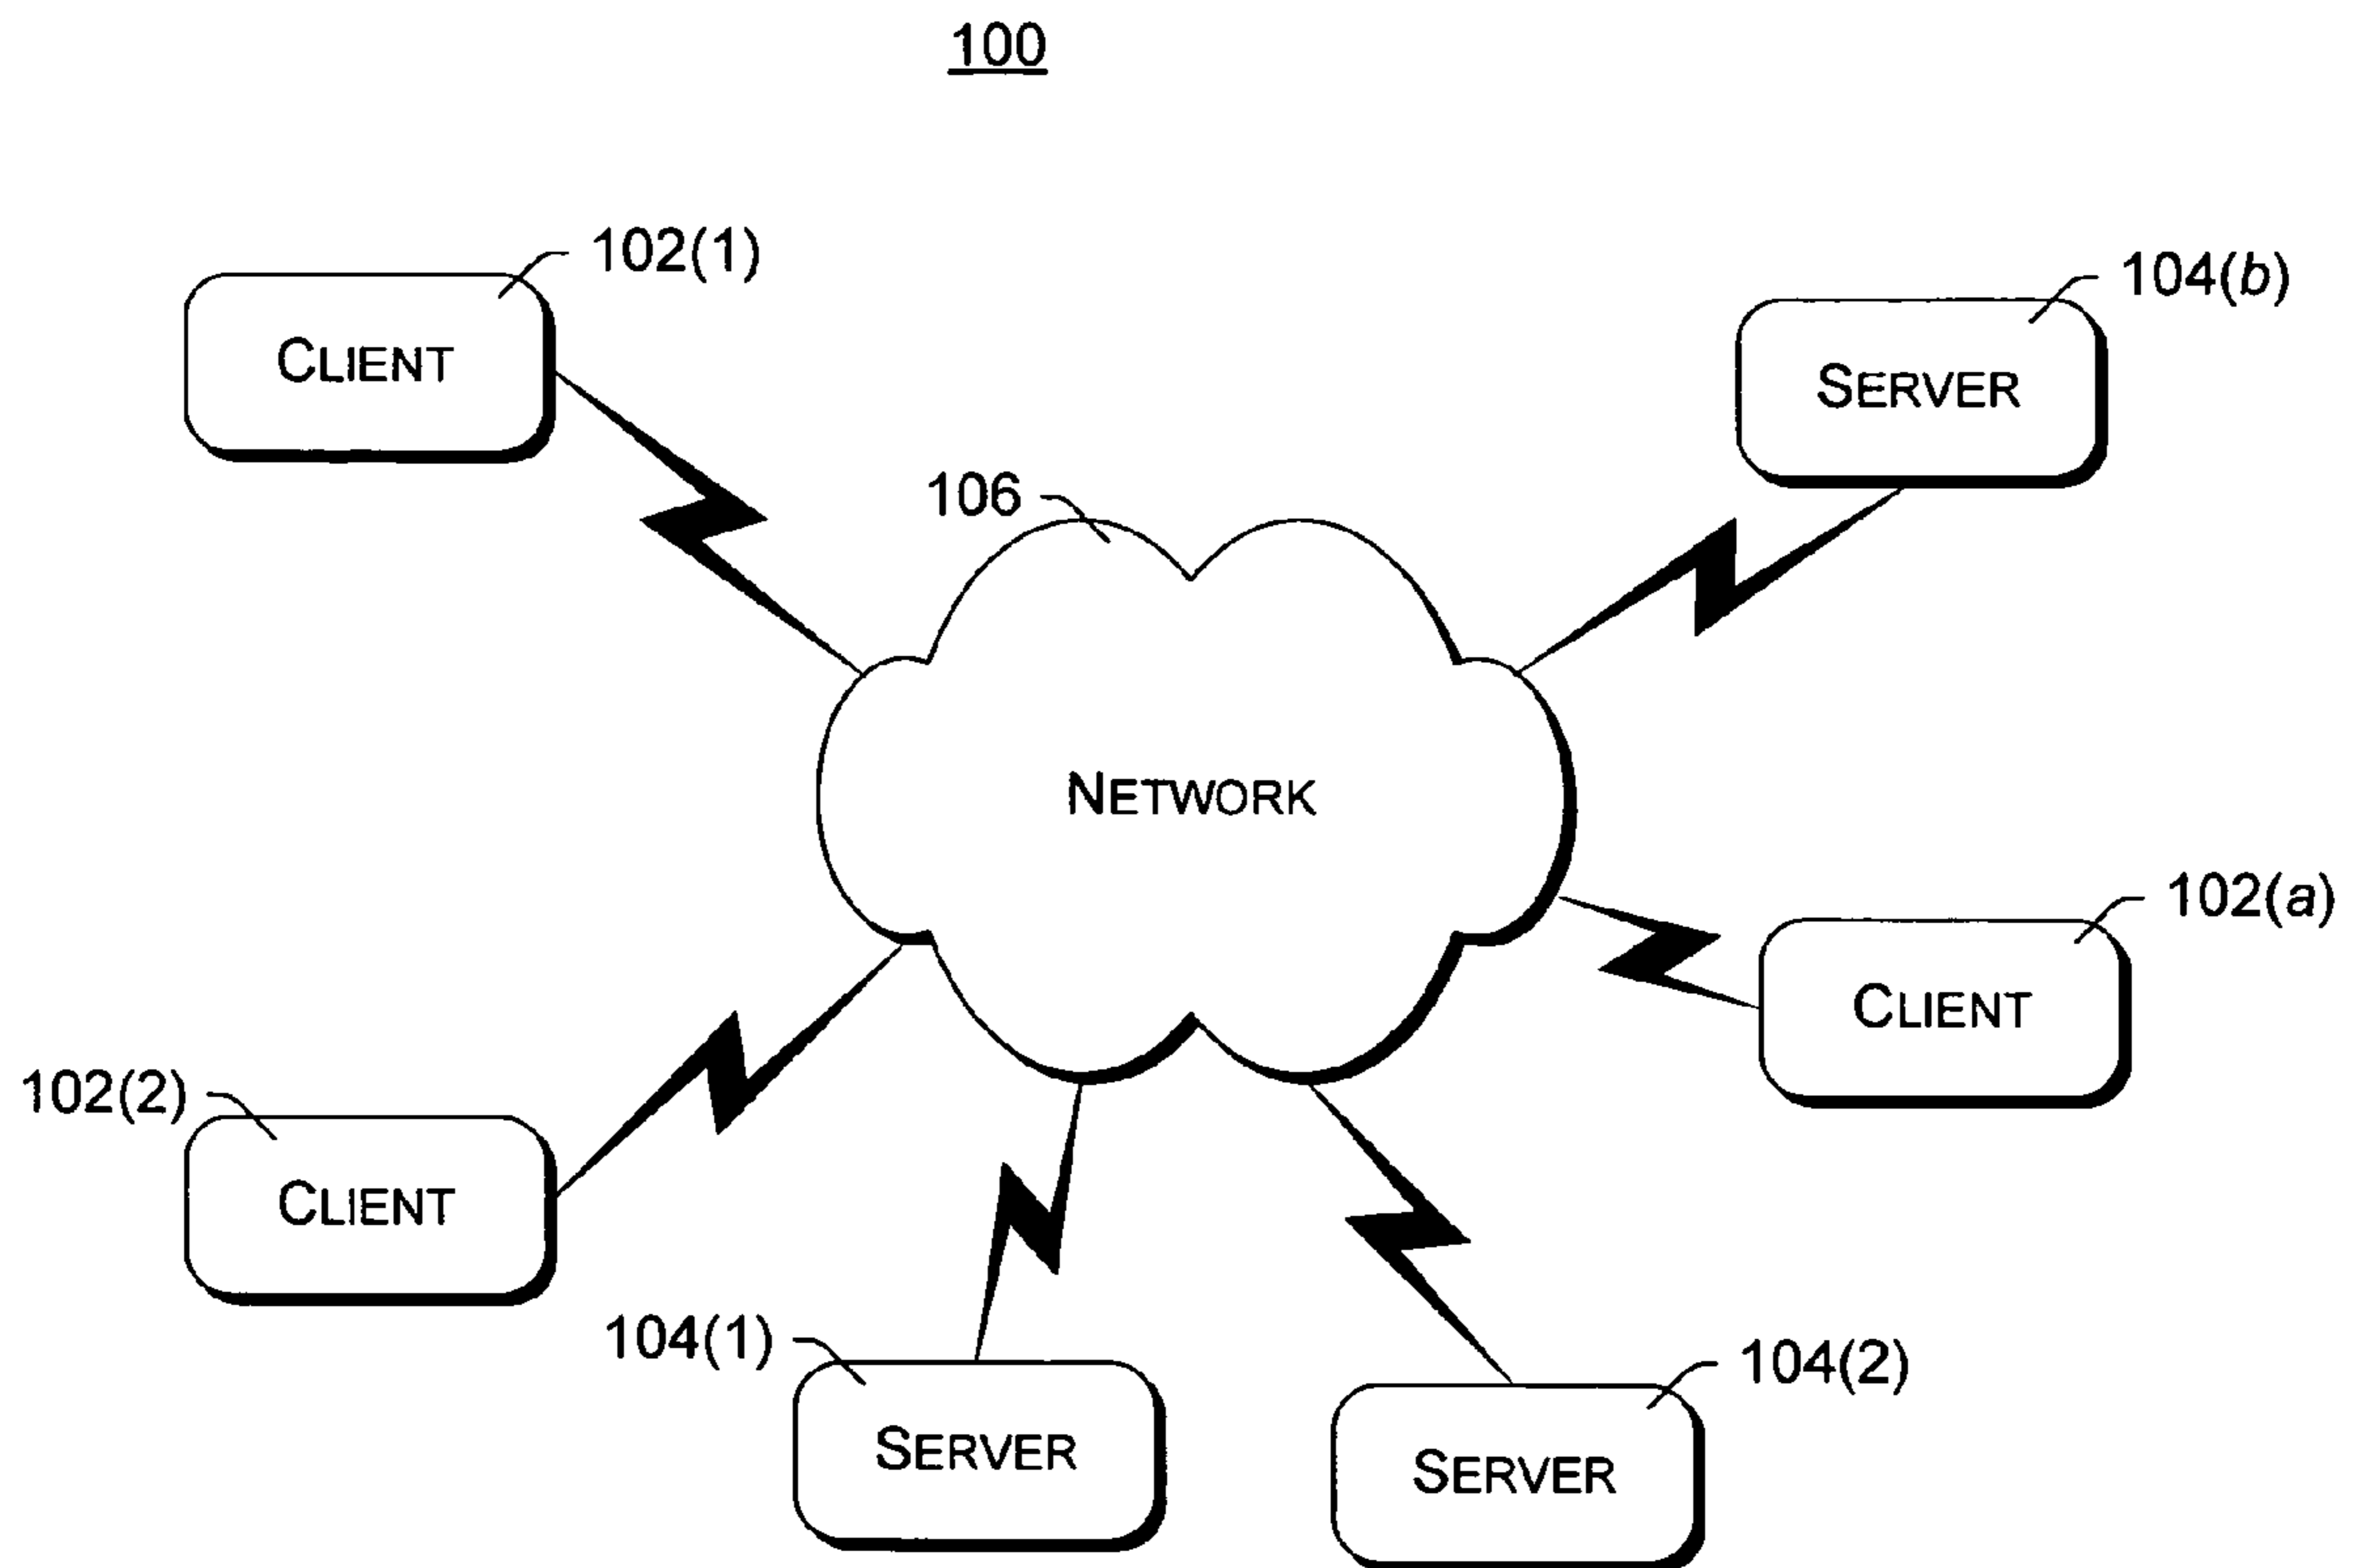 100
102(1)
CLIENT
104(b)
SERVER
106
NETWORK
102(a)
CLIENT
102(2)
CLIENT
104(1)
SERVER
104(2)
SERVER